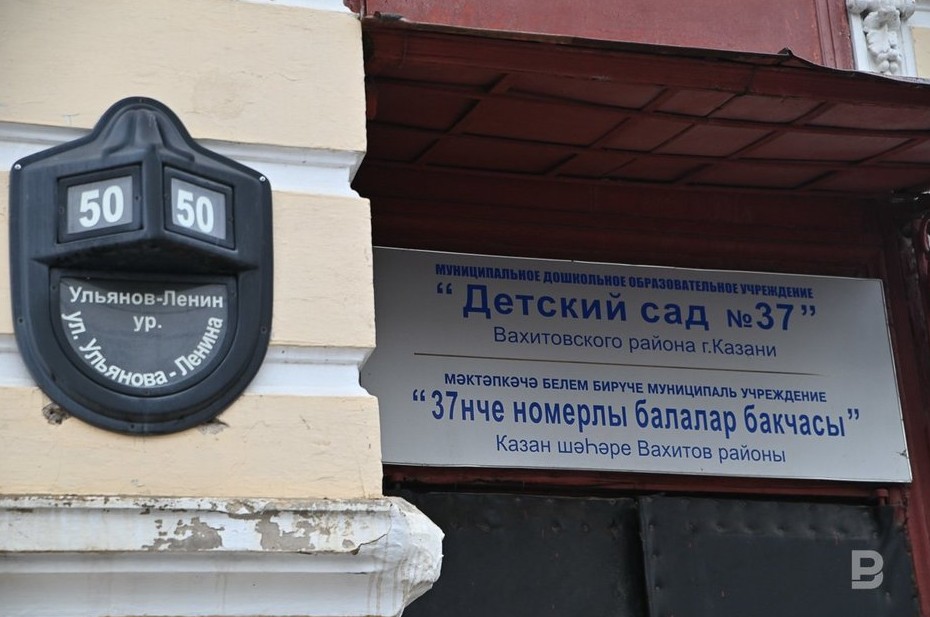 50 50
Ульянов-Ленин
ур.
ул. Ульянова-Ленина
МУНИЦИПАЛЬНОЕ ДОШКОЛЬНОЕ ОБРАЗОВАТЕЛЬНОЕ УЧРЕЖДЕНИЕ
“Детский сад №37”
Вахитовского района г.Казани
МӘКТӘПКӘЧӘ БЕЛЕМ БИРҮЧЕ МУНИЦИПАЛЬ УЧРЕЖДЕНИЕ
“37нче номерлы балалар бакчасы”
Казан шәһәре Вахитов районы
B